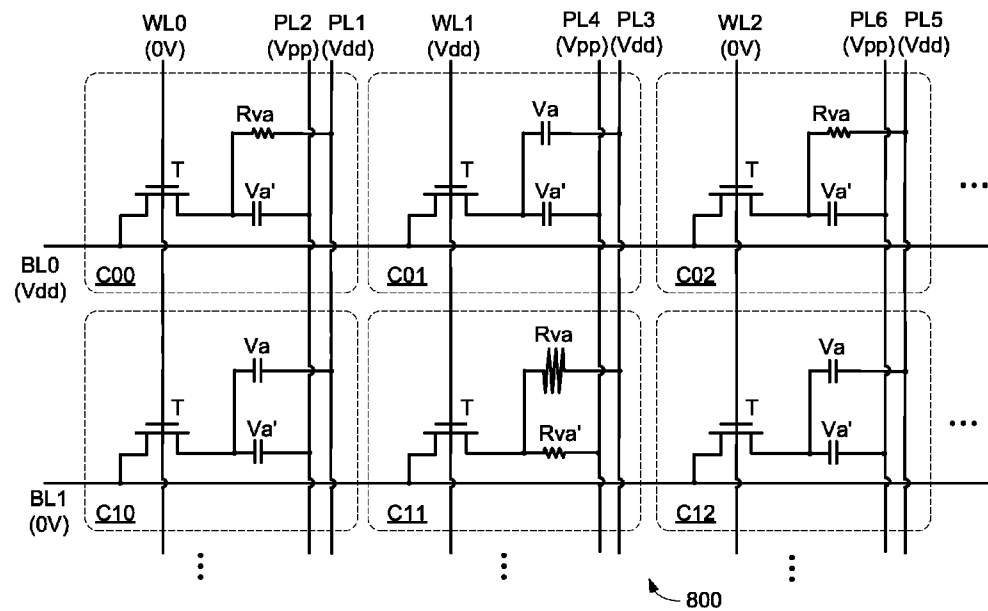 WL0 PL2 PL1 WL1 PL4 PL3 WL2 PL6 PL5
(0V) (Vpp) (Vdd) (Vdd) (Vpp) (Vdd) (0V) (Vpp) (Vdd)
Rva Va Rva
T Va' T Va' T Va' ...
BL0
(Vdd)
C00 C01 C02
Va Rva Va
T Va' T Rva' T Va' ...
BL1
(0V)
C10 C11 C12
800